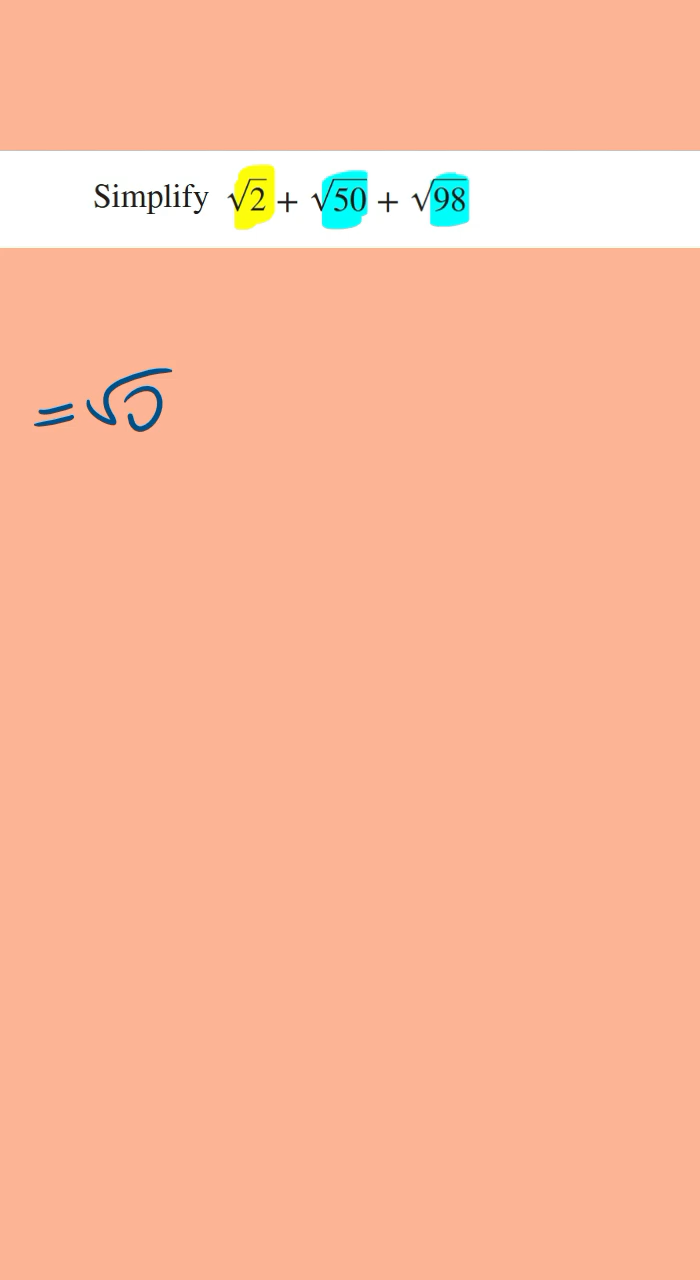 Simplify √2 + √50 + √98
= √